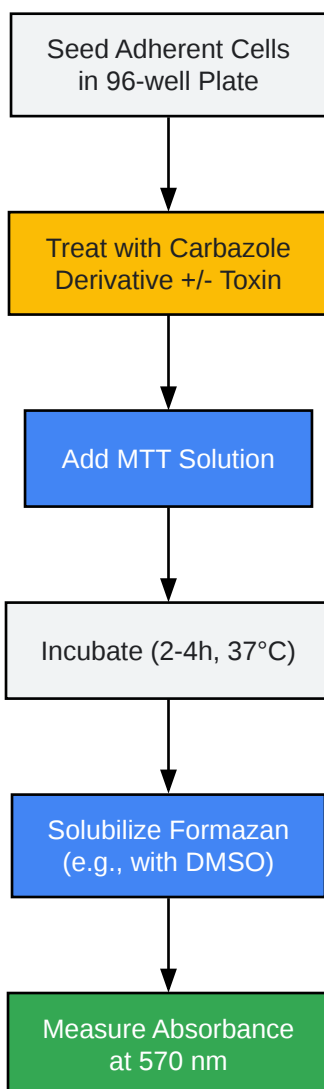 Seed Adherent Cells
in 96-well Plate
Treat with Carbazole
Derivative +/- Toxin
Add MTT Solution
Incubate (2-4h, 37°C)
Solubilize Formazan
(e.g., with DMSO)
Measure Absorbance
at 570 nm